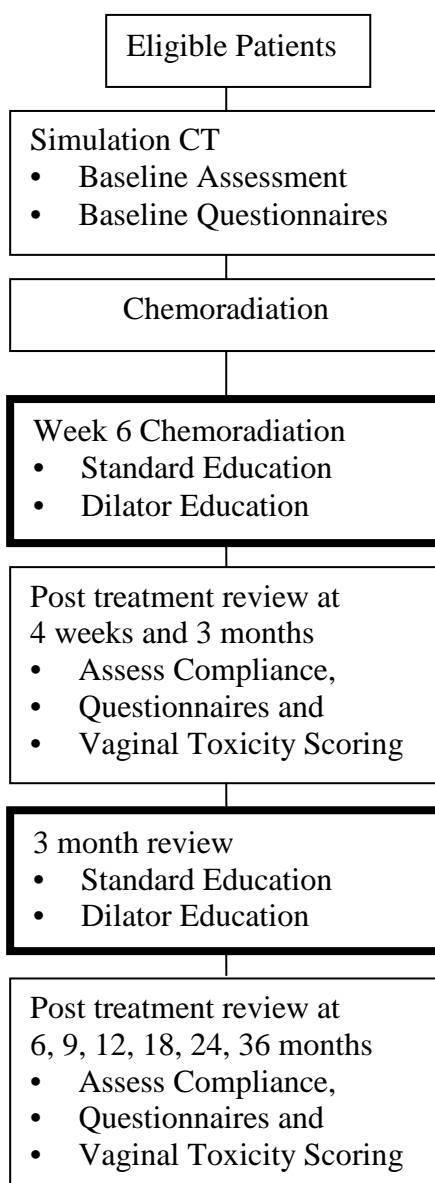 Eligible Patients
Simulation CT
• Baseline Assessment
• Baseline Questionnaires
Chemoradiation
Week 6 Chemoradiation
• Standard Education
• Dilator Education
Post treatment review at
4 weeks and 3 months
• Assess Compliance,
• Questionnaires and
• Vaginal Toxicity Scoring
3 month review
• Standard Education
• Dilator Education
Post treatment review at
6, 9, 12, 18, 24, 36 months
• Assess Compliance,
• Questionnaires and
• Vaginal Toxicity Scoring